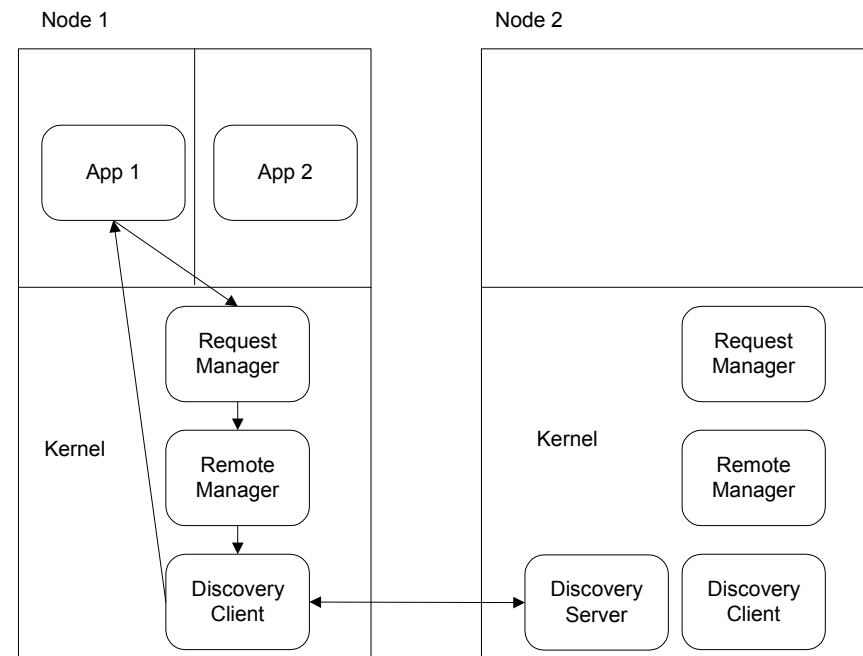 Node 1
Node 2
App 1
App 2
Request
Manager
Request
Manager
Kernel
Kernel
Remote
Manager
Remote
Manager
Discovery
Client
Discovery
Server
Discovery
Client